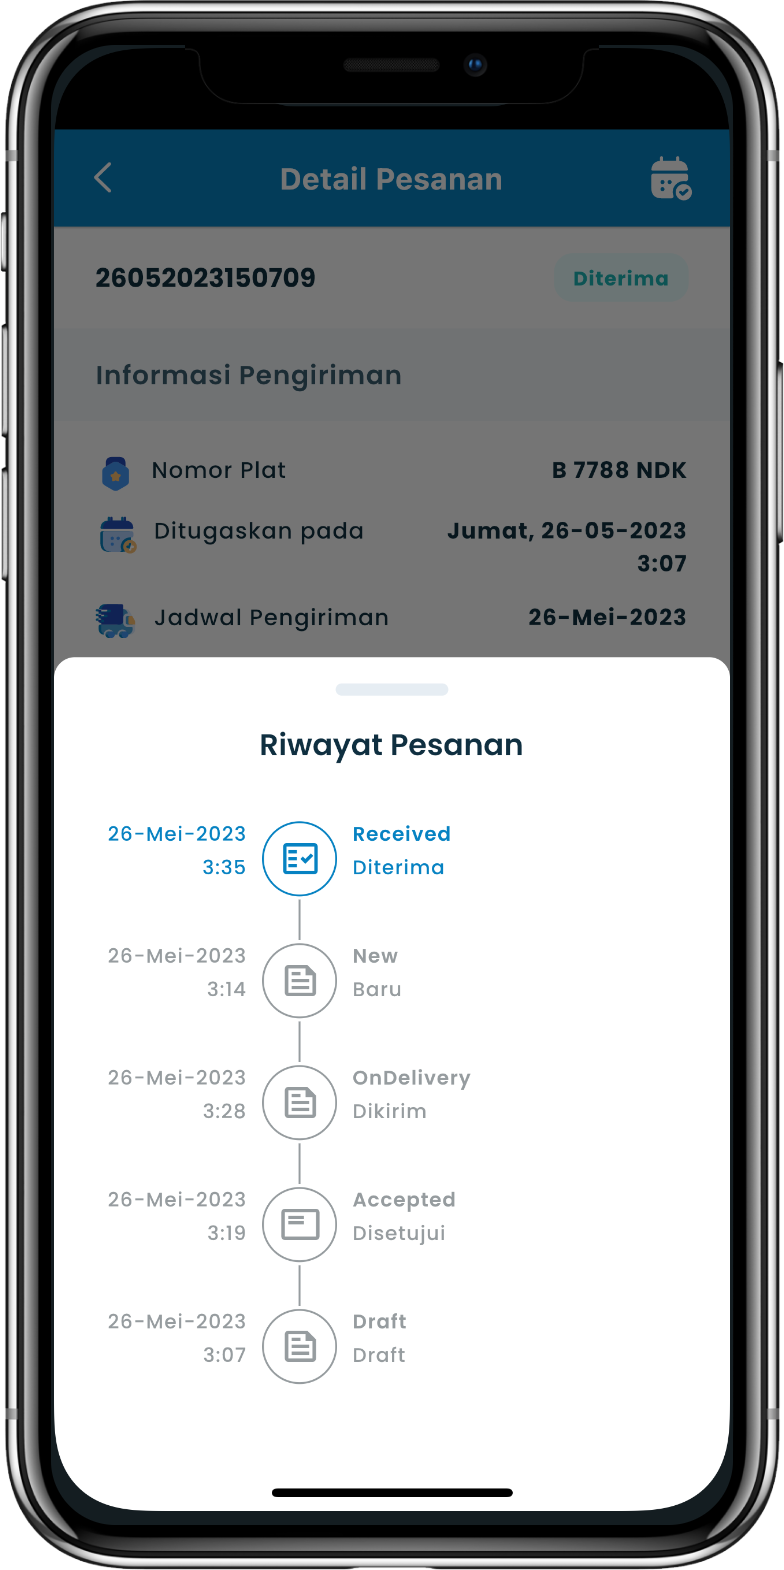 Detail Pesanan
26052023150709
Diterima
Informasi Pengiriman
Nomor Plat
B 7788 NDK
Ditugaskan pada
Jumat, 26-05-2023
3:07
Jadwal Pengiriman
26-Mei-2023
Riwayat Pesanan
26-Mei-2023
3:35
Received
Diterima
26-Mei-2023
3:14
New
Baru
26-Mei-2023
3:28
OnDelivery
Dikirim
26-Mei-2023
3:19
Accepted
Disetujui
26-Mei-2023
3:07
Draft
Draft